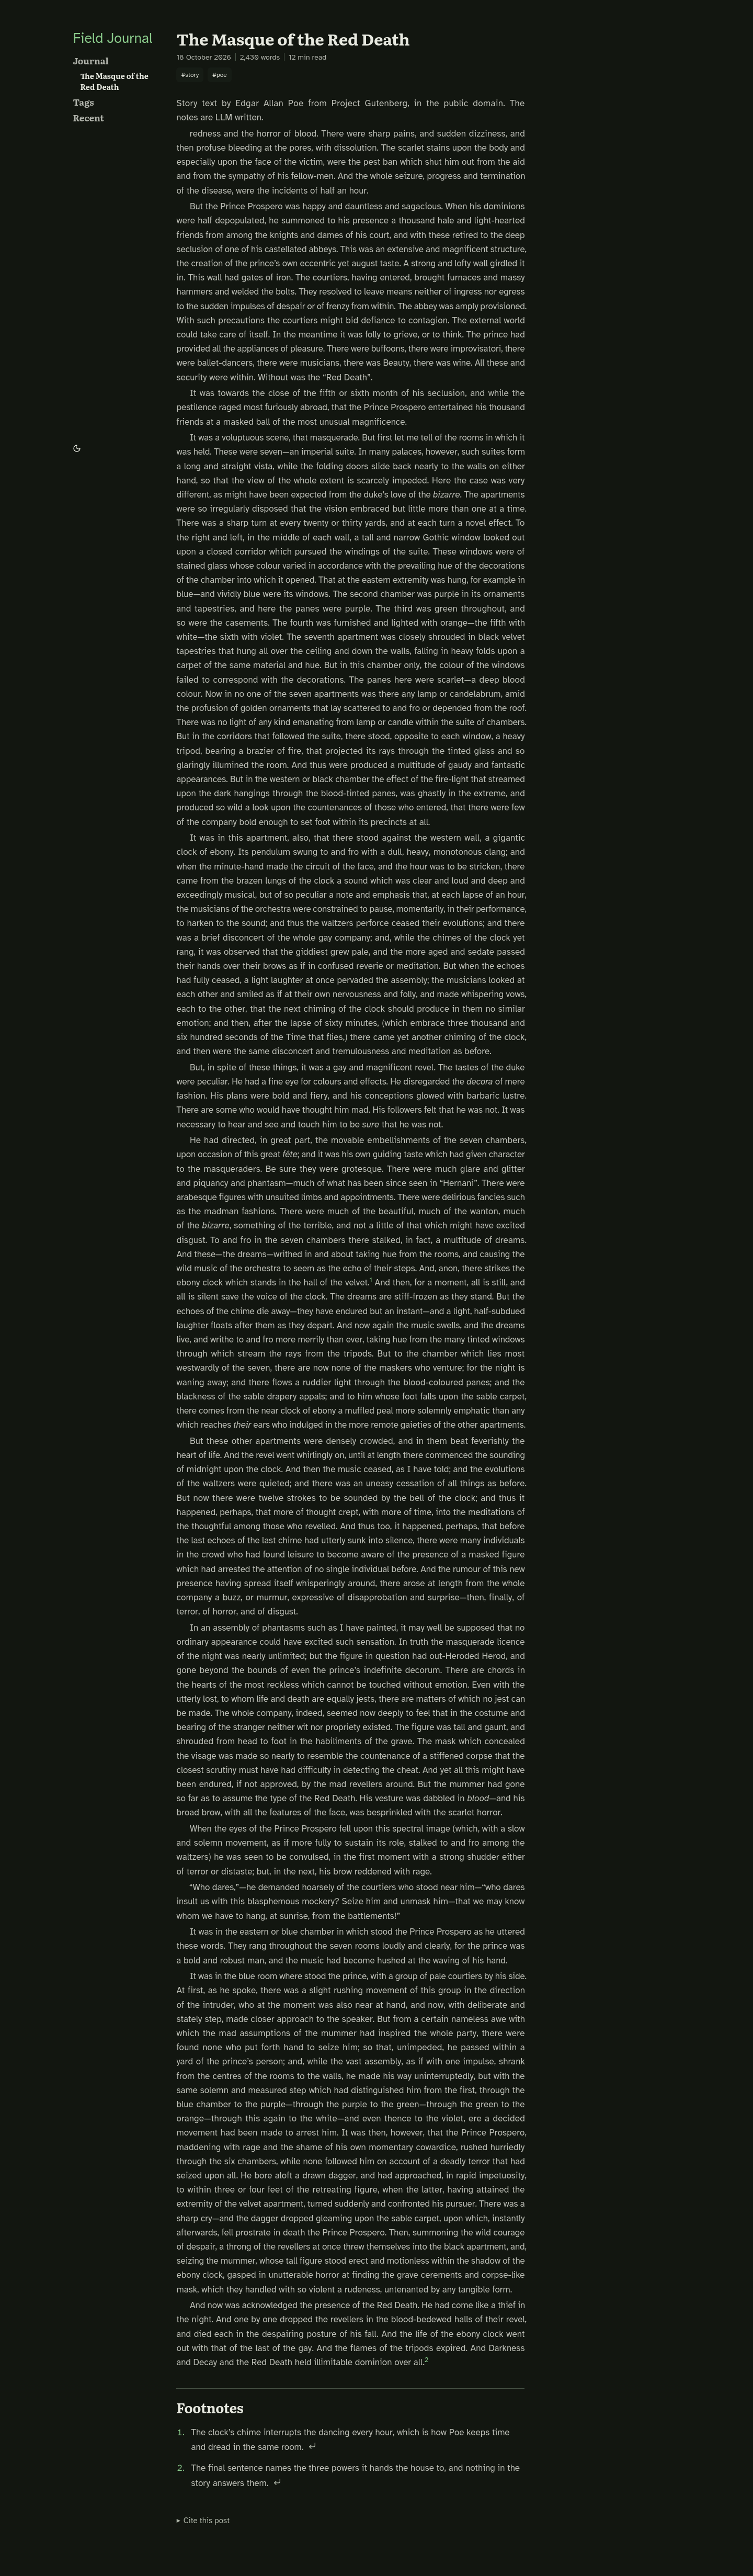 Field Journal
Journal
The Masque of the
Red Death
Tags
Recent
The Masque of the Red Death
18 October 2026 | 2,430 words | 12 min read
#story #poe
Story text by Edgar Allan Poe from Project Gutenberg, in the public domain. The
notes are LLM written.
redness and the horror of blood. There were sharp pains, and sudden dizziness, and
then profuse bleeding at the pores, with dissolution. The scarlet stains upon the body and
especially upon the face of the victim, were the pest ban which shut him out from the aid
and from the sympathy of his fellow-men. And the whole seizure, progress and termination
of the disease, were the incidents of half an hour.
But the Prince Prospero was happy and dauntless and sagacious. When his dominions
were half depopulated, he summoned to his presence a thousand hale and light-hearted
friends from among the knights and dames of his court, and with these retired to the deep
seclusion of one of his castellated abbeys. This was an extensive and magnificent structure,
the creation of the prince's own eccentric yet august taste. A strong and lofty wall girdled it
in. This wall had gates of iron. The courtiers, having entered, brought furnaces and massy
hammers and welded the bolts. They resolved to leave means neither of ingress nor egress
to the sudden impulses of despair or of frenzy from within. The abbey was amply provisioned.
With such precautions the courtiers might bid defiance to contagion. The external world
could take care of itself. In the meantime it was folly to grieve, or to think. The prince had
provided all the appliances of pleasure. There were buffoons, there were improvisatori, there
were ballet-dancers, there were musicians, there was Beauty, there was wine. All these and
security were within. Without was the “Red Death”.
It was towards the close of the fifth or sixth month of his seclusion, and while the
pestilence raged most furiously abroad, that the Prince Prospero entertained his thousand
friends at a masked ball of the most unusual magnificence.
It was a voluptuous scene, that masquerade. But first let me tell of the rooms in which it
was held. These were seven—an imperial suite. In many palaces, however, such suites form
a long and straight vista, while the folding doors slide back nearly to the walls on either
hand, so that the view of the whole extent is scarcely impeded. Here the case was very
different, as might have been expected from the duke's love of the bizarre. The apartments
were so irregularly disposed that the vision embraced but little more than one at a time.
There was a sharp turn at every twenty or thirty yards, and at each turn a novel effect. To
the right and left, in the middle of each wall, a tall and narrow Gothic window looked out
upon a closed corridor which pursued the windings of the suite. These windows were of
stained glass whose colour varied in accordance with the prevailing hue of the decorations
of the chamber into which it opened. That at the eastern extremity was hung, for example in
blue—and vividly blue were its windows. The second chamber was purple in its ornaments
and tapestries, and here the panes were purple. The third was green throughout, and
so were the casements. The fourth was furnished and lighted with orange—the fifth with
white—the sixth with violet. The seventh apartment was closely shrouded in black velvet
tapestries that hung all over the ceiling and down the walls, falling in heavy folds upon a
carpet of the same material and hue. But in this chamber only, the colour of the windows
failed to correspond with the decorations. The panes here were scarlet—a deep blood
colour. Now in no one of the seven apartments was there any lamp or candelabrum, amid
the profusion of golden ornaments that lay scattered to and fro or depended from the roof.
There was no light of any kind emanating from lamp or candle within the suite of chambers.
But in the corridors that followed the suite, there stood, opposite to each window, a heavy
tripod, bearing a brazier of fire, that projected its rays through the tinted glass and so
glaringly illumined the room. And thus were produced a multitude of gaudy and fantastic
appearances. But in the western or black chamber the effect of the fire-light that streamed
upon the dark hangings through the blood-tinted panes, was ghastly in the extreme, and
produced so wild a look upon the countenances of those who entered, that there were few
of the company bold enough to set foot within its precincts at all.
It was in this apartment, also, that there stood against the western wall, a gigantic
clock of ebony. Its pendulum swung to and fro with a dull, heavy, monotonous clang; and
when the minute-hand made the circuit of the face, and the hour was to be stricken, there
came from the brazen lungs of the clock a sound which was clear and loud and deep and
exceedingly musical, but of so peculiar a note and emphasis that, at each lapse of an hour,
the musicians of the orchestra were constrained to pause, momentarily, in their performance,
to harken to the sound; and thus the waltzers perforce ceased their evolutions; and there
was a brief disconcert of the whole gay company; and, while the chimes of the clock yet
rang, it was observed that the giddiest grew pale, and the more aged and sedate passed
their hands over their brows as if in confused reverie or meditation. But when the echoes
had fully ceased, a light laughter at once pervaded the assembly; the musicians looked at
each other and smiled as if at their own nervousness and folly, and made whispering vows,
each to the other, that the next chiming of the clock should produce in them no similar
emotion; and then, after the lapse of sixty minutes, (which embrace three thousand and
six hundred seconds of the Time that flies,) there came yet another chiming of the clock,
and then were the same disconcert and tremulousness and meditation as before.
But, in spite of these things, it was a gay and magnificent revel. The tastes of the duke
were peculiar. He had a fine eye for colours and effects. He disregarded the decora of mere
fashion. His plans were bold and fiery, and his conceptions glowed with barbaric lustre.
There are some who would have thought him mad. His followers felt that he was not. It was
necessary to hear and see and touch him to be sure that he was not.
He had directed, in great part, the movable embellishments of the seven chambers,
upon occasion of this great fête; and it was his own guiding taste which had given character
to the masqueraders. Be sure they were grotesque. There were much glare and glitter
and piquancy and phantasm—much of what has been since seen in “Hernani”. There were
arabesque figures with unsuited limbs and appointments. There were delirious fancies such
as the madman fashions. There were much of the beautiful, much of the wanton, much
of the bizarre, something of the terrible, and not a little of that which might have excited
disgust. To and fro in the seven chambers there stalked, in fact, a multitude of dreams.
And these—the dreams—writhed in and about taking hue from the rooms, and causing the
wild music of the orchestra to seem as the echo of their steps. And, anon, there strikes the
ebony clock which stands in the hall of the velvet.1 And then, for a moment, all is still, and
all is silent save the voice of the clock. The dreams are stiff-frozen as they stand. But the
echoes of the chime die away—they have endured but an instant—and a light, half-subdued
laughter floats after them as they depart. And now again the music swells, and the dreams
live, and writhe to and fro more merrily than ever, taking hue from the many tinted windows
through which stream the rays from the tripods. But to the chamber which lies most
westwardly of the seven, there are now none of the maskers who venture; for the night is
waning away; and there flows a ruddier light through the blood-coloured panes; and the
blackness of the sable drapery appals; and to him whose foot falls upon the sable carpet,
there comes from the near clock of ebony a muffled peal more solemnly emphatic than any
which reaches their ears who indulged in the more remote gaieties of the other apartments.
But these other apartments were densely crowded, and in them beat feverishly the
heart of life. And the revel went whirlingly on, until at length there commenced the sounding
of midnight upon the clock. And then the music ceased, as I have told; and the evolutions
of the waltzers were quieted; and there was an uneasy cessation of all things as before.
But now there were twelve strokes to be sounded by the bell of the clock; and thus it
happened, perhaps, that more of thought crept, with more of time, into the meditations of
the thoughtful among those who revelled. And thus too, it happened, perhaps, that before
the last echoes of the last chime had utterly sunk into silence, there were many individuals
in the crowd who had found leisure to become aware of the presence of a masked figure
which had arrested the attention of no single individual before. And the rumour of this new
presence having spread itself whisperingly around, there arose at length from the whole
company a buzz, or murmur, expressive of disapprobation and surprise—then, finally, of
terror, of horror, and of disgust.
In an assembly of phantasms such as I have painted, it may well be supposed that no
ordinary appearance could have excited such sensation. In truth the masquerade licence
of the night was nearly unlimited; but the figure in question had out-Heroded Herod, and
gone beyond the bounds of even the prince's indefinite decorum. There are chords in
the hearts of the most reckless which cannot be touched without emotion. Even with the
utterly lost, to whom life and death are equally jests, there are matters of which no jest can
be made. The whole company, indeed, seemed now deeply to feel that in the costume and
bearing of the stranger neither wit nor propriety existed. The figure was tall and gaunt, and
shrouded from head to foot in the habiliments of the grave. The mask which concealed
the visage was made so nearly to resemble the countenance of a stiffened corpse that the
closest scrutiny must have had difficulty in detecting the cheat. And yet all this might have
been endured, if not approved, by the mad revellers around. But the mummer had gone
so far as to assume the type of the Red Death. His vesture was dabbled in blood—and his
broad brow, with all the features of the face, was besprinkled with the scarlet horror.
When the eyes of the Prince Prospero fell upon this spectral image (which, with a slow
and solemn movement, as if more fully to sustain its role, stalked to and fro among the
waltzers) he was seen to be convulsed, in the first moment with a strong shudder either
of terror or distaste; but, in the next, his brow reddened with rage.
“Who dares,”—he demanded hoarsely of the courtiers who stood near him—“who dares
insult us with this blasphemous mockery? Seize him and unmask him—that we may know
whom we have to hang, at sunrise, from the battlements!”
It was in the eastern or blue chamber in which stood the Prince Prospero as he uttered
these words. They rang throughout the seven rooms loudly and clearly, for the prince was
a bold and robust man, and the music had become hushed at the waving of his hand.
It was in the blue room where stood the prince, with a group of pale courtiers by his side.
At first, as he spoke, there was a slight rushing movement of this group in the direction
of the intruder, who at the moment was also near at hand, and now, with deliberate and
stately step, made closer approach to the speaker. But from a certain nameless awe with
which the mad assumptions of the mummer had inspired the whole party, there were
found none who put forth hand to seize him; so that, unimpeded, he passed within a
yard of the prince's person; and, while the vast assembly, as if with one impulse, shrank
from the centres of the rooms to the walls, he made his way uninterruptedly, but with the
same solemn and measured step which had distinguished him from the first, through the
blue chamber to the purple—through the purple to the green—through the green to the
orange—through this again to the white—and even thence to the violet, ere a decided
movement had been made to arrest him. It was then, however, that the Prince Prospero,
maddening with rage and the shame of his own momentary cowardice, rushed hurriedly
through the six chambers, while none followed him on account of a deadly terror that had
seized upon all. He bore aloft a drawn dagger, and had approached, in rapid impetuosity,
to within three or four feet of the retreating figure, when the latter, having attained the
extremity of the velvet apartment, turned suddenly and confronted his pursuer. There was a
sharp cry—and the dagger dropped gleaming upon the sable carpet, upon which, instantly
afterwards, fell prostrate in death the Prince Prospero. Then, summoning the wild courage
of despair, a throng of the revellers at once threw themselves into the black apartment, and,
seizing the mummer, whose tall figure stood erect and motionless within the shadow of the
ebony clock, gasped in unutterable horror at finding the grave cerements and corpse-like
mask, which they handled with so violent a rudeness, untenanted by any tangible form.
And now was acknowledged the presence of the Red Death. He had come like a thief in
the night. And one by one dropped the revellers in the blood-bedewed halls of their revel,
and died each in the despairing posture of his fall. And the life of the ebony clock went
out with that of the last of the gay. And the flames of the tripods expired. And Darkness
and Decay and the Red Death held illimitable dominion over all.2
Footnotes
1. The clock's chime interrupts the dancing every hour, which is how Poe keeps time
and dread in the same room. ↵
2. The final sentence names the three powers it hands the house to, and nothing in the
story answers them. ↵
▸ Cite this post